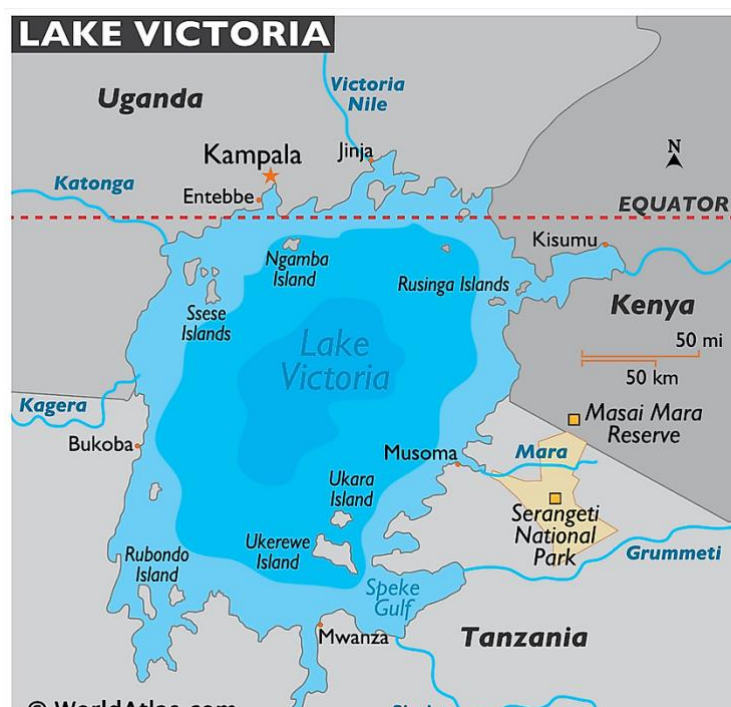 LAKE VICTORIA
Uganda
Victoria
Nile
Kampala
Jinja
N
Katonga
Entebbe
EQUATOR
Kisumu
Ngamba
Island
Rusinga Islands
Ssese
Islands
Kenya
Lake
Victoria
50 mi
50 km
Kagera
Masai Mara
Reserve
Bukoba
Musoma
Mara
Ukara
Island
Serangeti
National
Park
Ukerewe
Island
Grummeti
Rubondo
Island
Speke
Gulf
Mwanza
Tanzania
© WorldAtlas.com